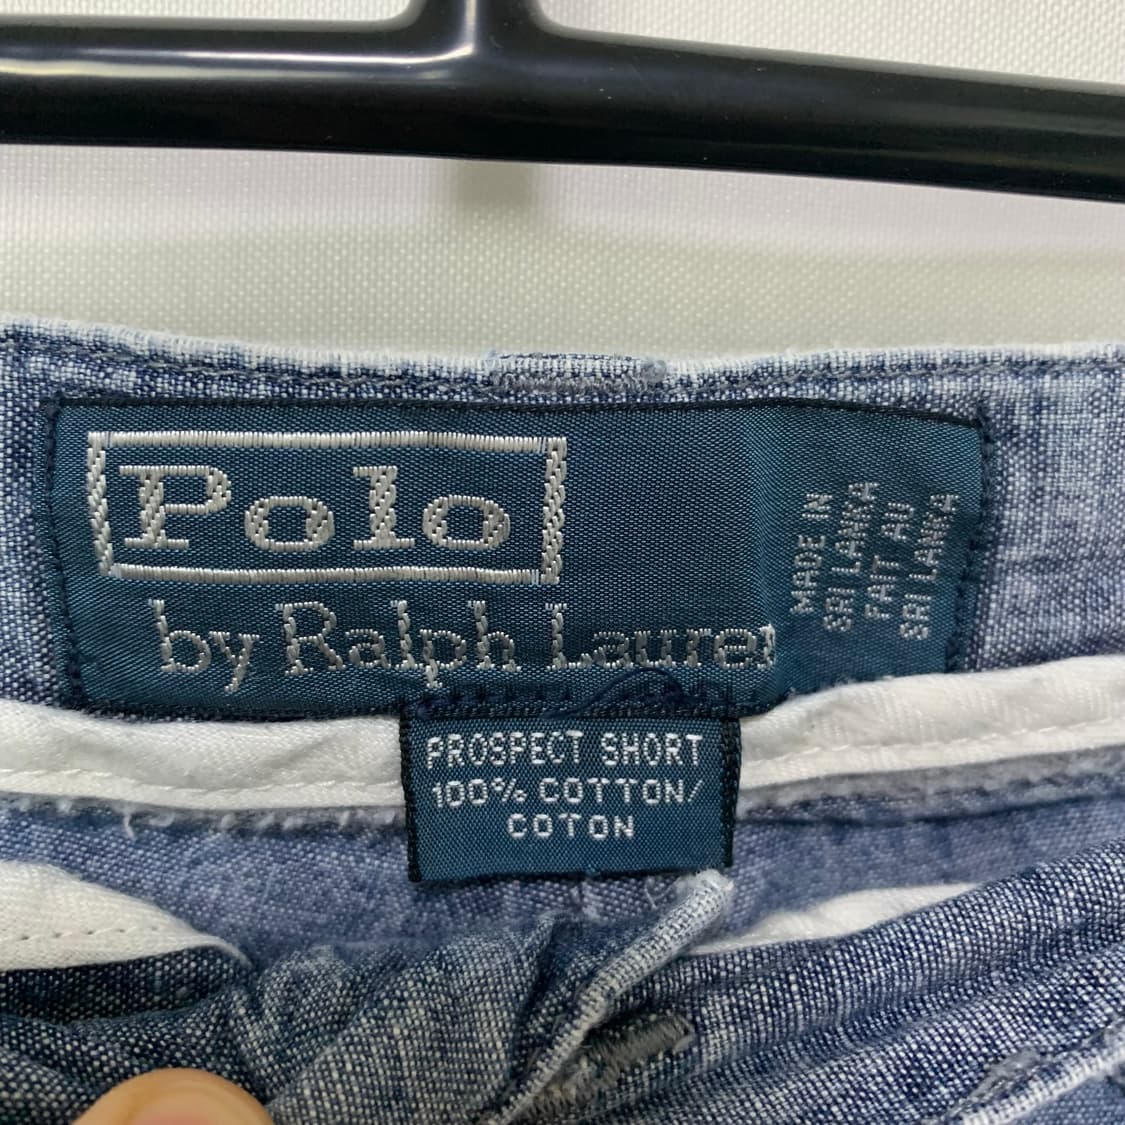 Polo
by Ralph Lauren
MADE IN
SRI LANKA
FAIT AU
SRI LANKA
PROSPECT SHORT
100% COTTON/
COTON